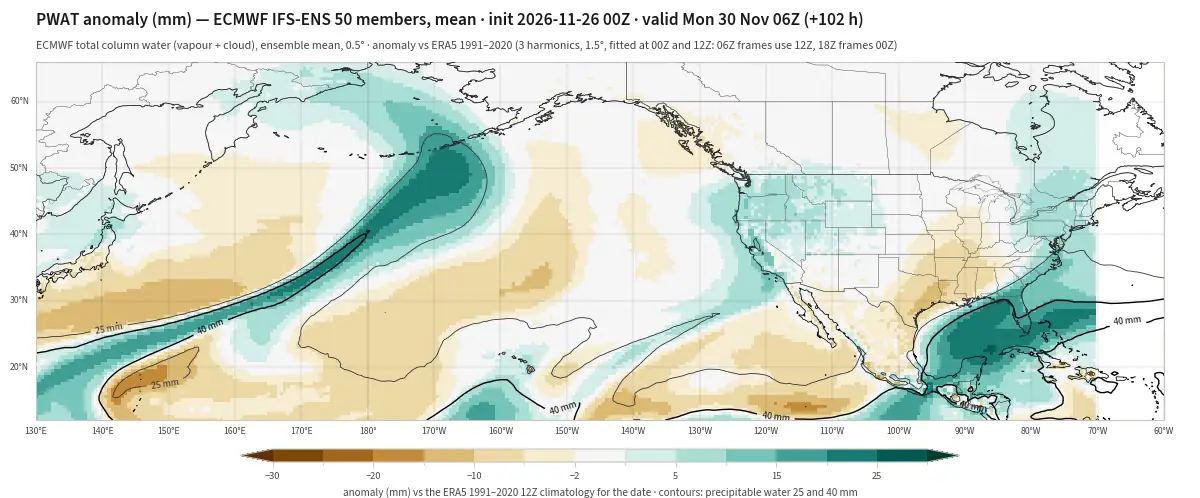 PWAT anomaly (mm) — ECMWF IFS-ENS 50 members, mean · init 2026-11-26 00Z · valid Mon 30 Nov 06Z (+102 h)
ECMWF total column water (vapour + cloud), ensemble mean, 0.5° · anomaly vs ERA5 1991–2020 (3 harmonics, 1.5°, fitted at 00Z and 12Z: 06Z frames use 12Z, 18Z frames 00Z)
60°N
50°N
40°N
30°N
20°N
25 mm
40 mm
40 mm
25 mm
40 mm
40 mm
40 mm
130°E 140°E 150°E 160°E 170°E 180° 170°W 160°W 150°W 140°W 130°W 120°W 110°W 100°W 90°W 80°W 70°W 60°W
−30 −20 −10 −2 5 15 25
anomaly (mm) vs the ERA5 1991–2020 12Z climatology for the date · contours: precipitable water 25 and 40 mm